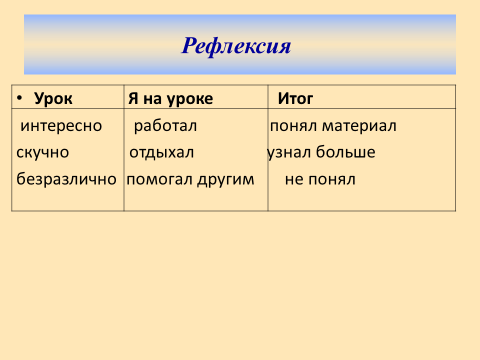 Рефлексия
• Урок Я на уроке Итог
интересно работал понял материал
скучно отдыхал узнал больше
безразлично помогал другим не понял